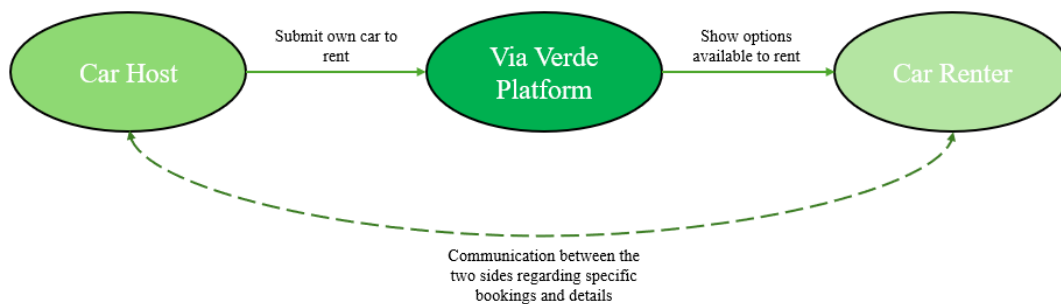 Submit own car to
rent
Show options
available to rent
Car Host
Via Verde
Platform
Car Renter
Communication between the
two sides regarding specific
bookings and details